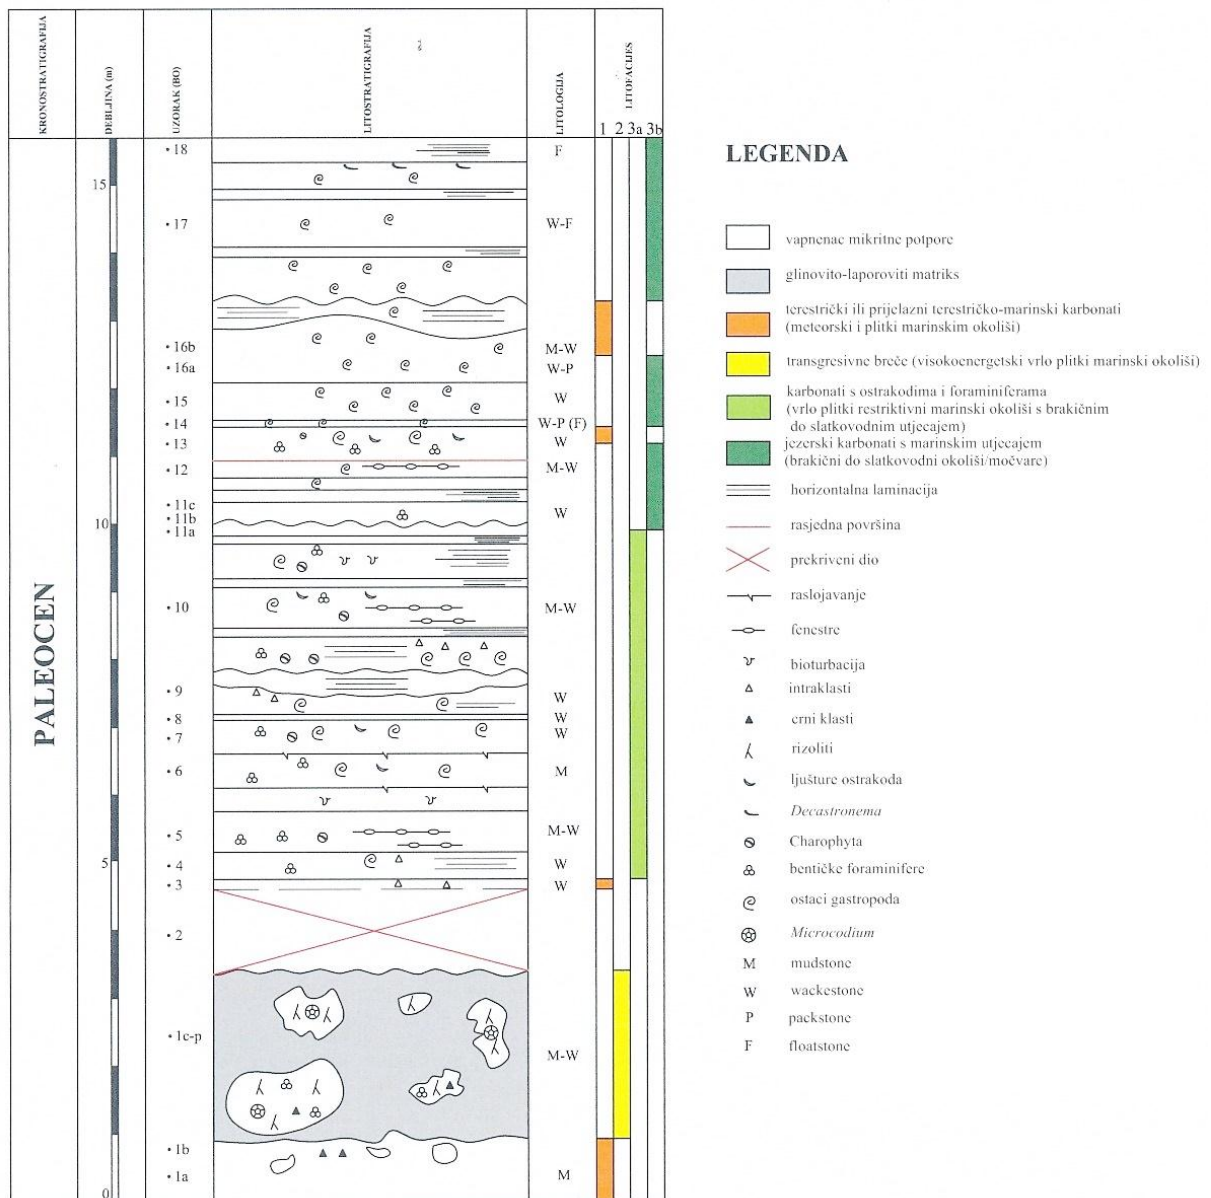 KRONOSTRATIGRAFIJA
DEBLJINA (m)
UZORAK (BO)
LITOSTRATIGRAFIJA
LITOLOGIJA
LITOFACIJES
1 2 3a 3b
PALEOCEN
15
10
5
0
• 18 F
• 17 W-F
• 16b M-W
• 16a W-P
• 15 W
• 14 W-P (F)
• 13 W
• 12 M-W
• 11c
• 11b W
• 11a
• 10 M-W
• 9 W
• 8 W
• 7 W
• 6 M
• 5 M-W
• 4 W
• 3 W
• 2
• 1c-p M-W
• 1b
• 1a M
LEGENDA
vapnenac mikritne potpore
glinovito-laporoviti matriks
terestrički ili prijelazni terestričko-marinski karbonati
(meteorski i plitki marinskim okoliši)
transgresivne breče (visokoenergetski vrlo plitki marinski okoliši)
karbonati s ostrakodima i foraminiferama
(vrlo plitki restriktivni marinski okoliši s brakičnim
do slatkovodnim utjecajem)
jezerski karbonati s marinskim utjecajem
(brakični do slatkovodni okoliši/močvare)
horizontalna laminacija
rasjedna površina
prekriveni dio
raslojavanje
fenestre
bioturbacija
intraklasti
crni klasti
rizoliti
ljušture ostrakoda
Decastronema
Charophyta
bentičke foraminifere
ostaci gastropoda
Microcodium
M mudstone
W wackestone
P packstone
F floatstone